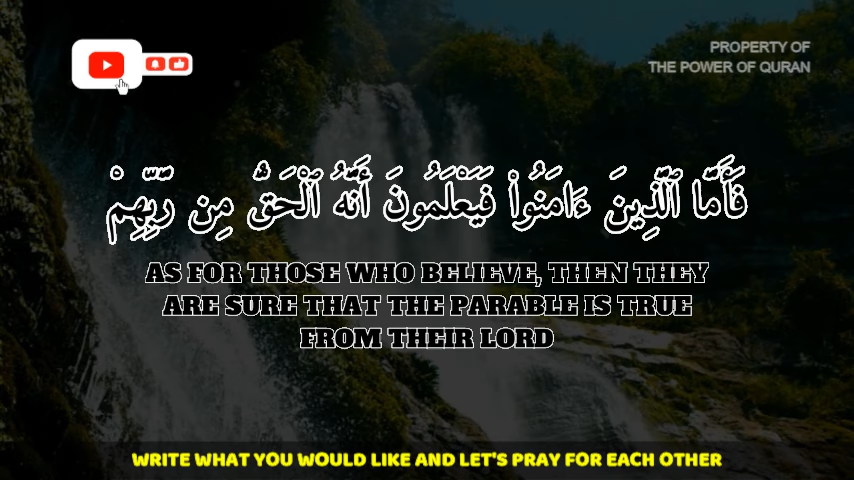 PROPERTY OF
THE POWER OF QURAN
فَأَمَّا ٱلَّذِينَ ءَامَنُوا۟ فَيَعْلَمُونَ أَنَّهُ ٱلْحَقُّ مِن رَّبِّهِمْ
AS FOR THOSE WHO BELIEVE, THEN THEY
ARE SURE THAT THE PARABLE IS TRUE
FROM THEIR LORD
WRITE WHAT YOU WOULD LIKE AND LET'S PRAY FOR EACH OTHER